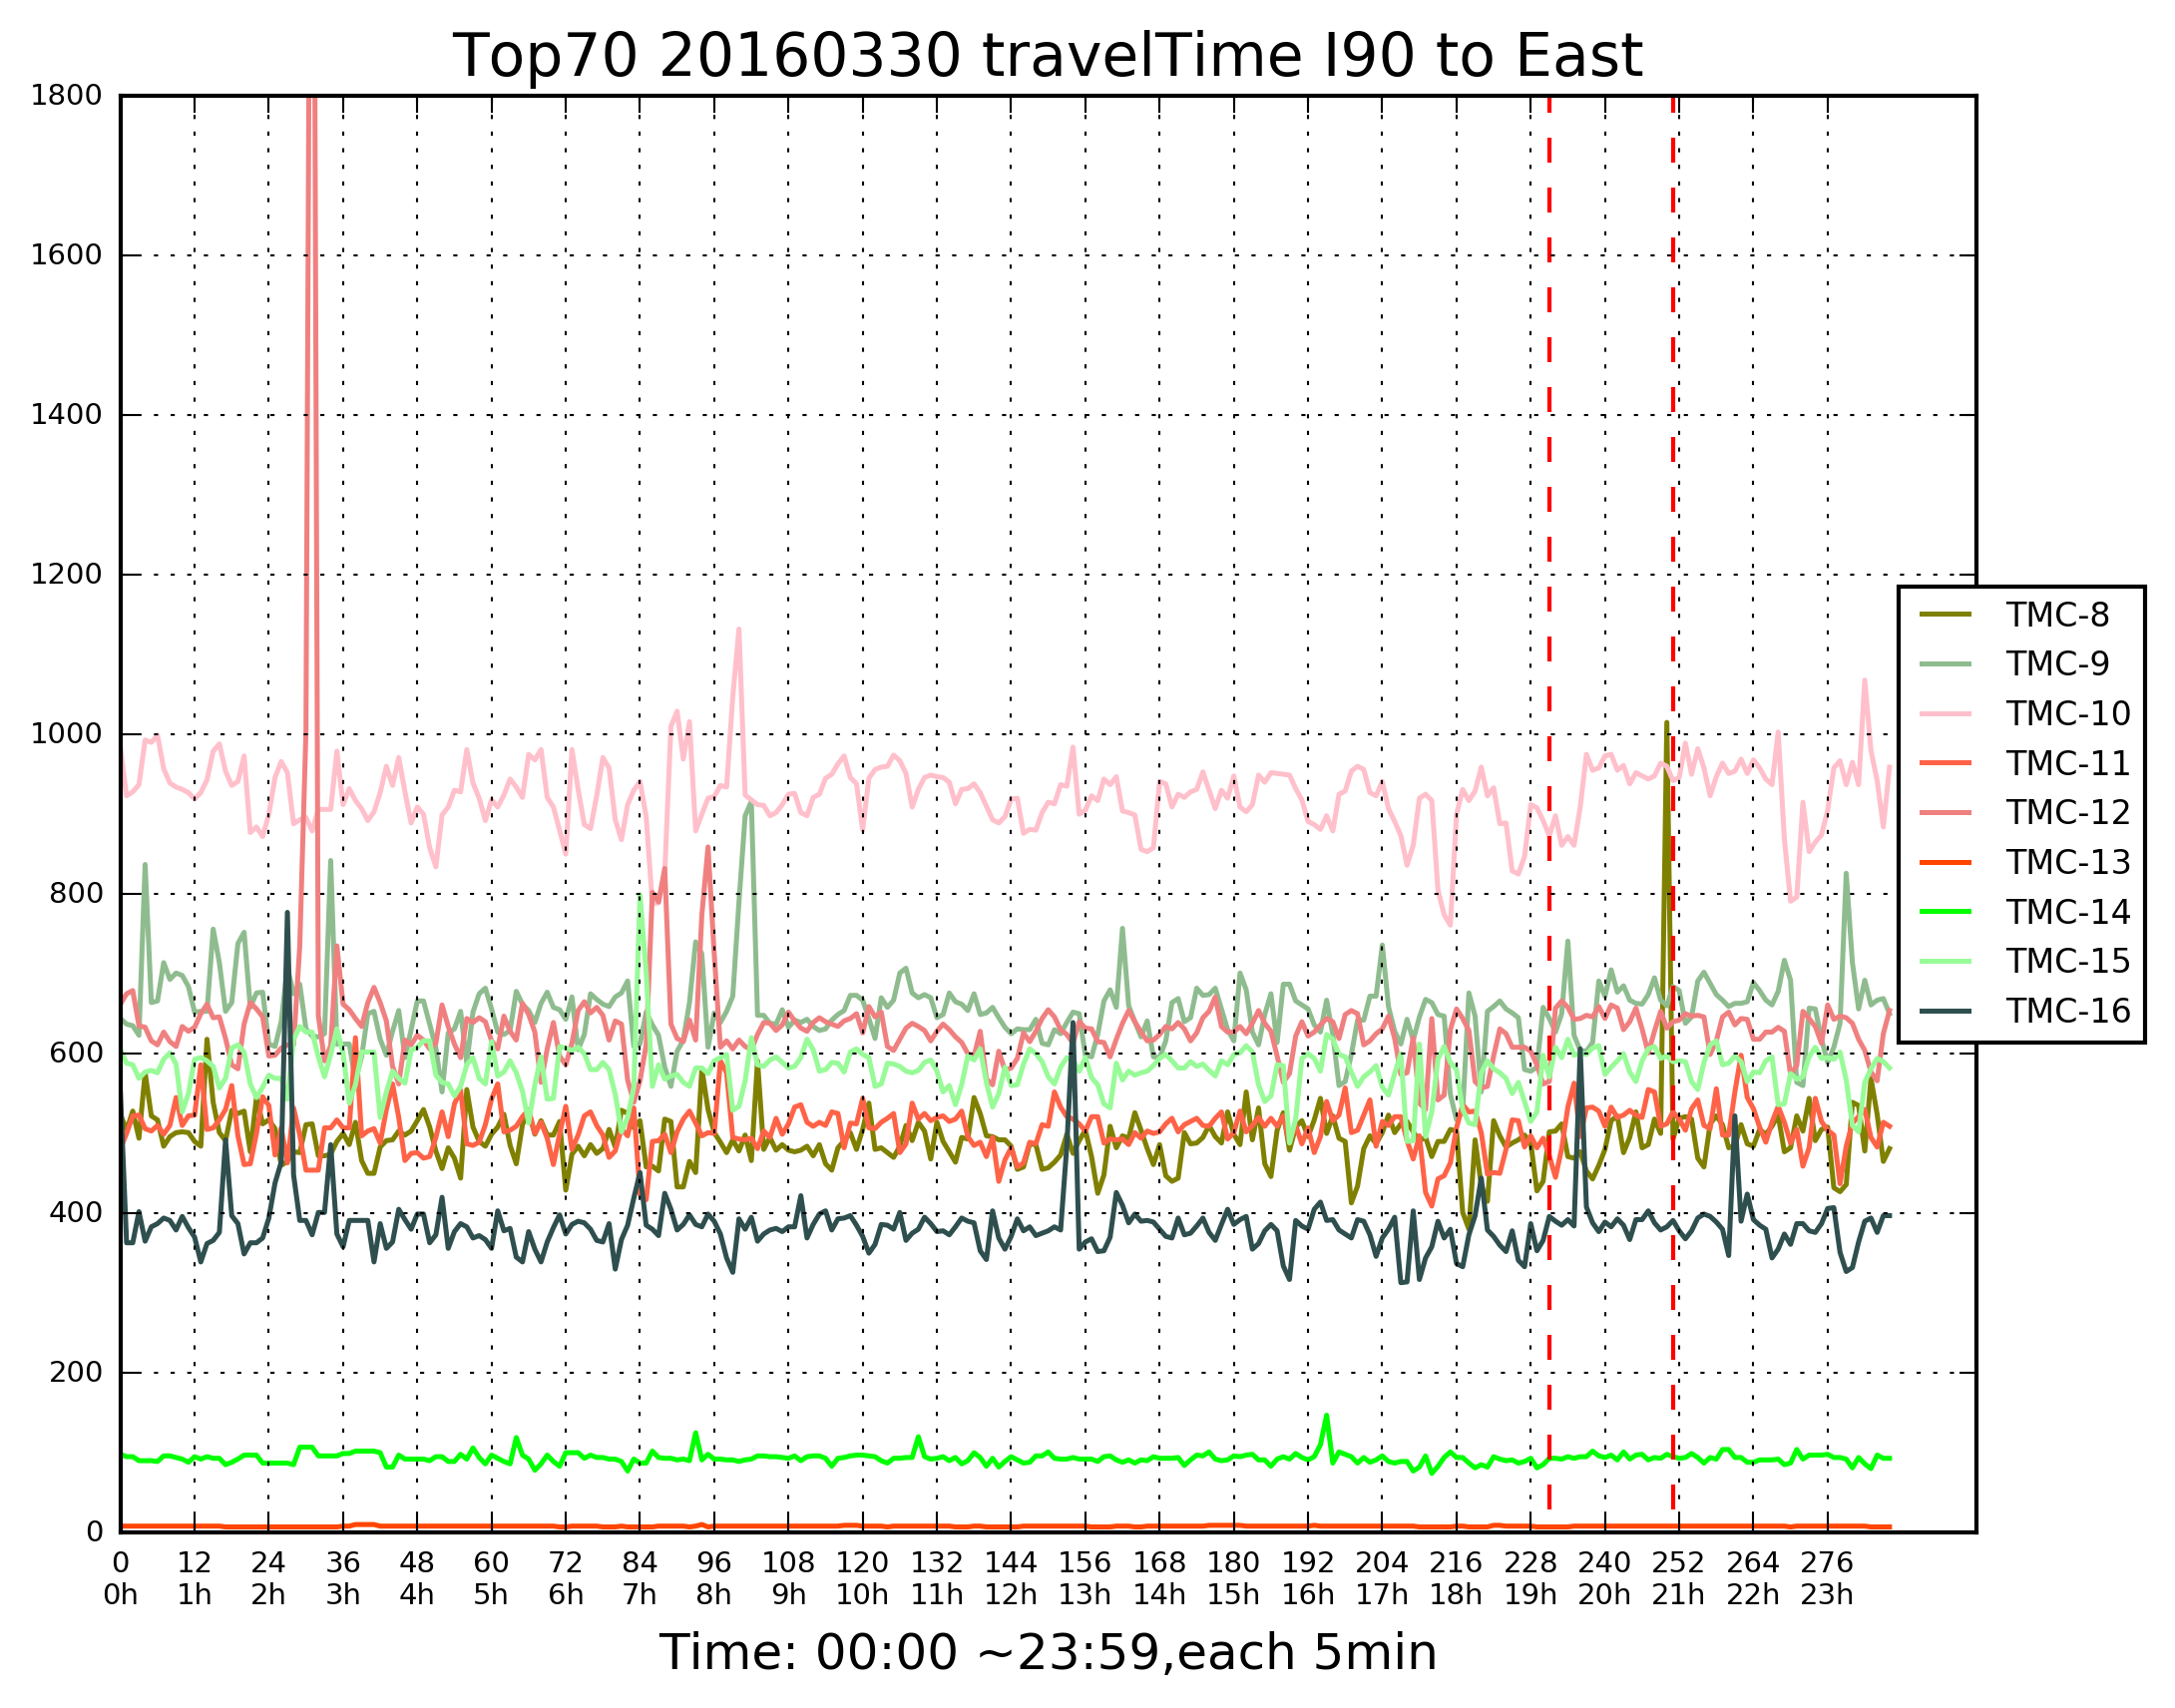 Top70 20160330 travelTime I90 to East
1800
1600
1400
1200
1000
800
600
400
200
0
TMC-8
TMC-9
TMC-10
TMC-11
TMC-12
TMC-13
TMC-14
TMC-15
TMC-16
0 12 24 36 48 60 72 84 96 108 120 132 144 156 168 180 192 204 216 228 240 252 264 276
0h 1h 2h 3h 4h 5h 6h 7h 8h 9h 10h 11h 12h 13h 14h 15h 16h 17h 18h 19h 20h 21h 22h 23h
Time: 00:00 ~23:59,each 5min